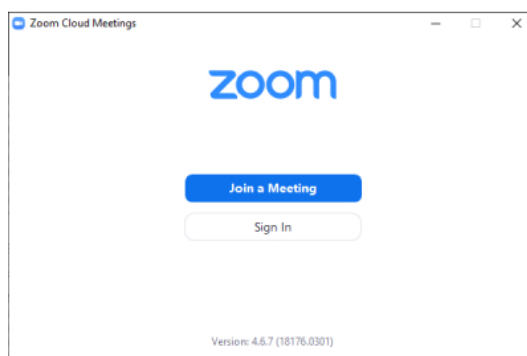 Zoom Cloud Meetings
zoom
Join a Meeting
Sign In
Version: 4.6.7 (18176.0301)